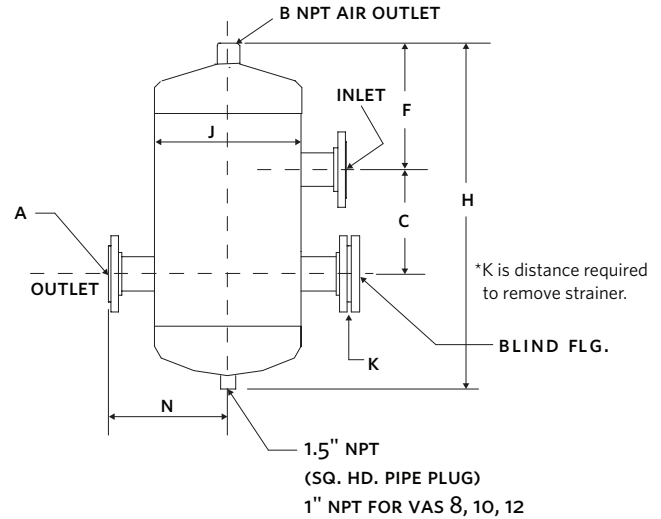 B NPT AIR OUTLET
INLET
F
J
H
A
C
*K is distance required
to remove strainer.
OUTLET
BLIND FLG.
K
N
1.5" NPT
(SQ. HD. PIPE PLUG)
1" NPT FOR VAS 8, 10, 12